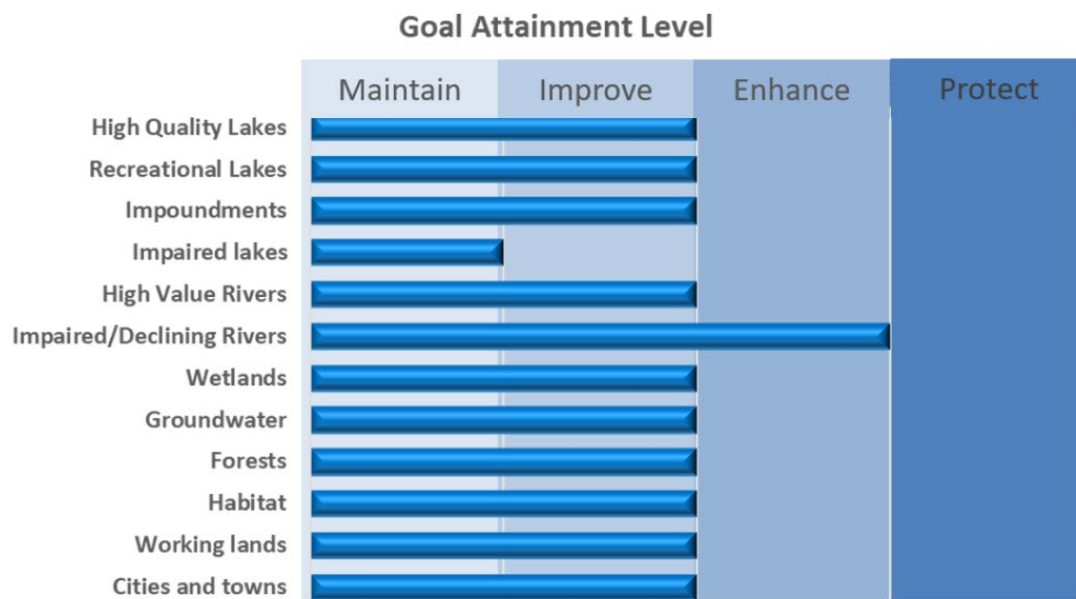 Goal Attainment Level
Maintain Improve Enhance Protect
High Quality Lakes
Recreational Lakes
Impoundments
Impaired lakes
High Value Rivers
Impaired/Declining Rivers
Wetlands
Groundwater
Forests
Habitat
Working lands
Cities and towns